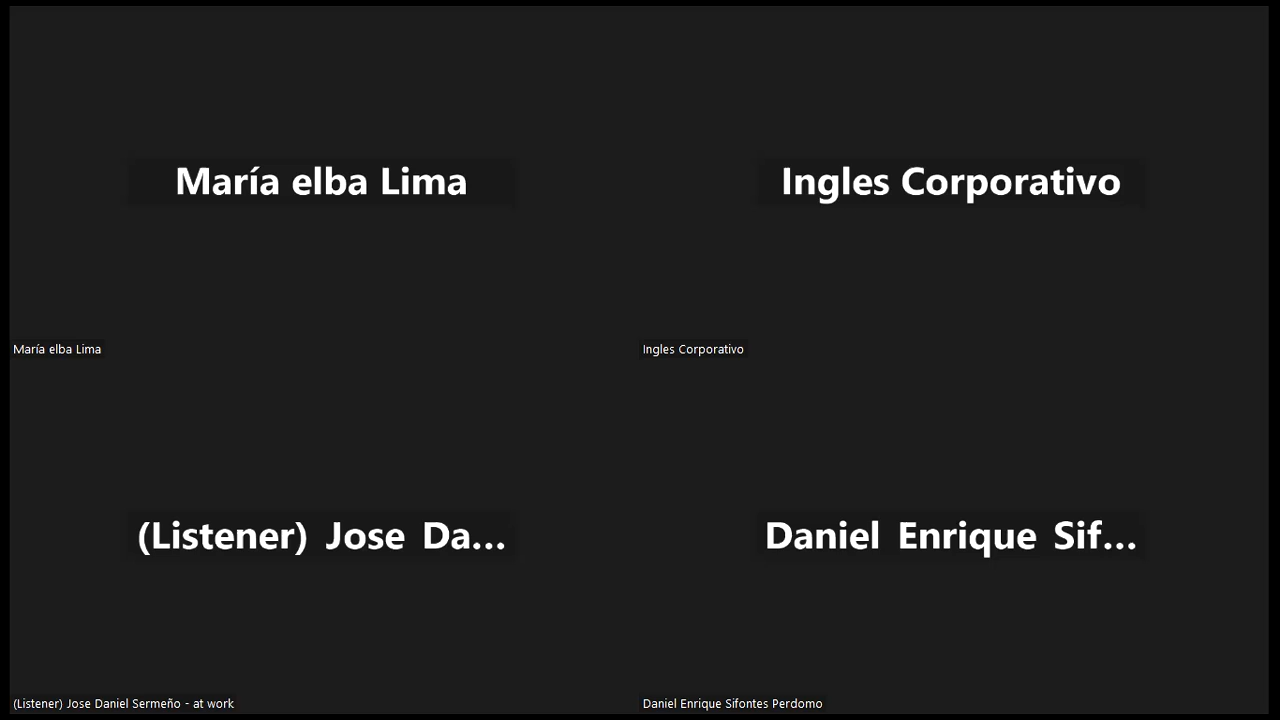 María elba Lima
Ingles Corporativo
María elba Lima
Ingles Corporativo
(Listener) Jose Da...
Daniel Enrique Sif...
(Listener) Jose Daniel Sermeño - at work
Daniel Enrique Sifontes Perdomo